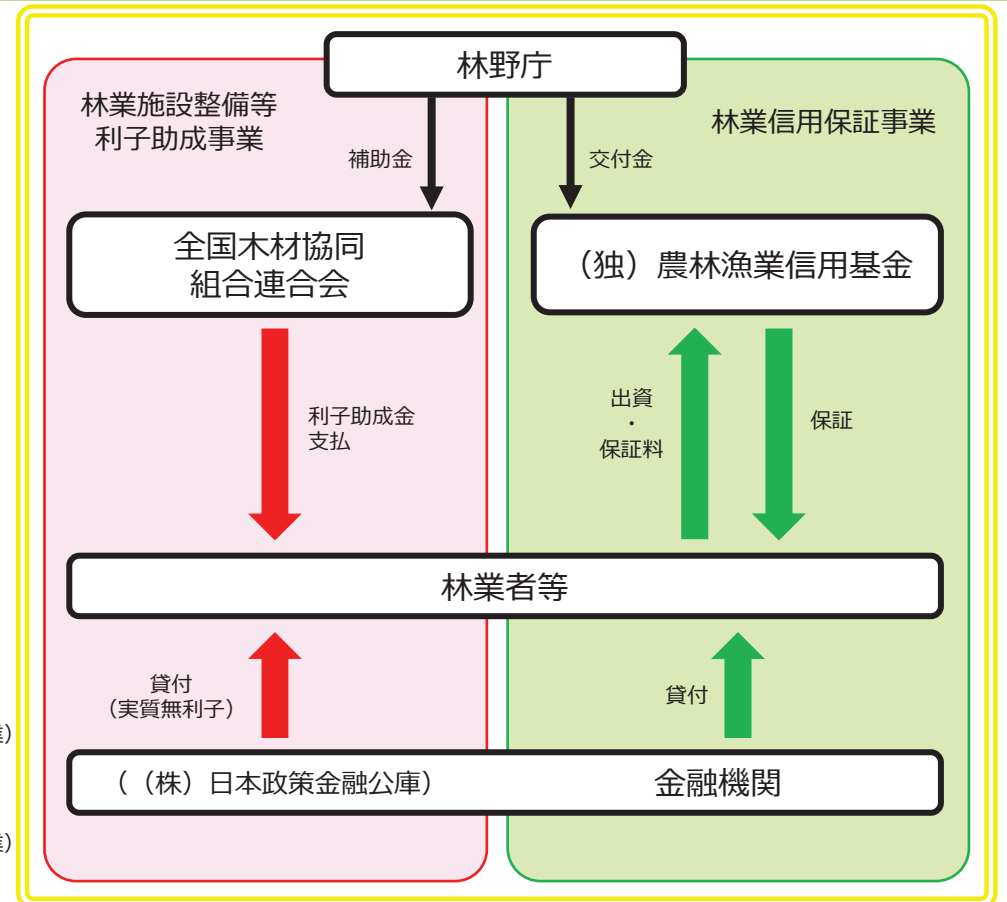 林野庁
林業施設整備等
利子助成事業
林業信用保証事業
補助金
交付金
全国木材協同
組合連合会
（独）農林漁業信用基金
利子助成金
支払
出資
・
保証料
保証
林業者等
貸付
（実質無利子）
貸付
（（株）日本政策金融公庫）
金融機関